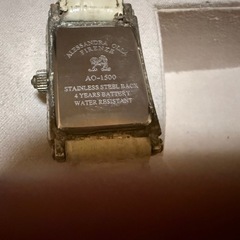 ALESSANDRA OLLA
FIRENZE
AO-1500
STAINLESS STEEL BACK
4 YEARS BATTERY
WATER RESISTANT